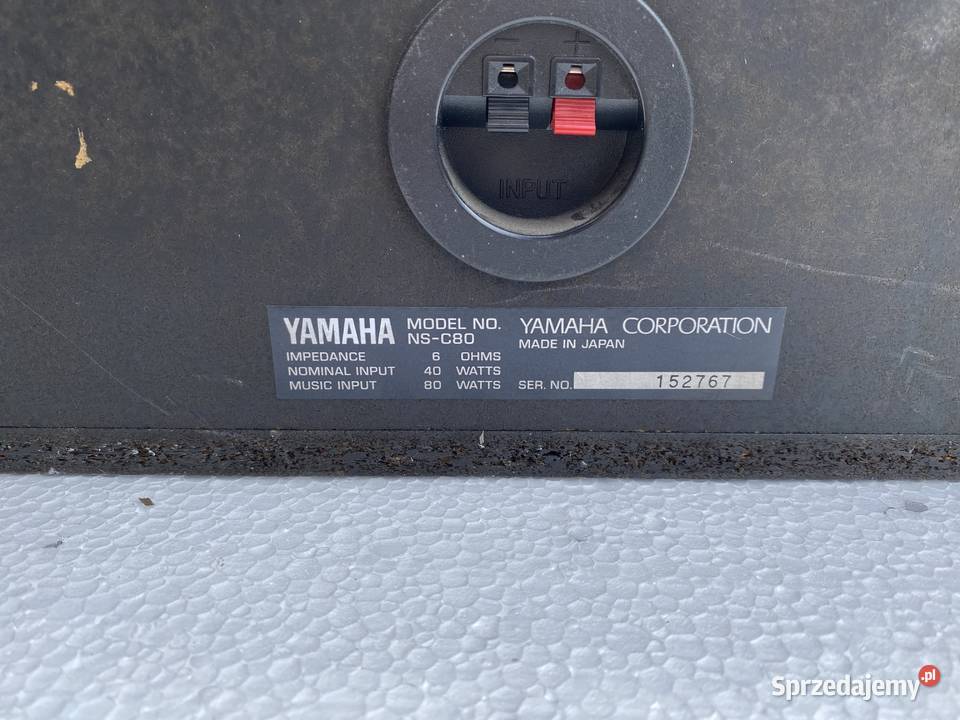 - +
INPUT
YAMAHA MODEL NO. YAMAHA CORPORATION
NS-C80 MADE IN JAPAN
IMPEDANCE 6 OHMS
NOMINAL INPUT 40 WATTS
MUSIC INPUT 80 WATTS SER. NO. 152767
Sprzedajemy.pl